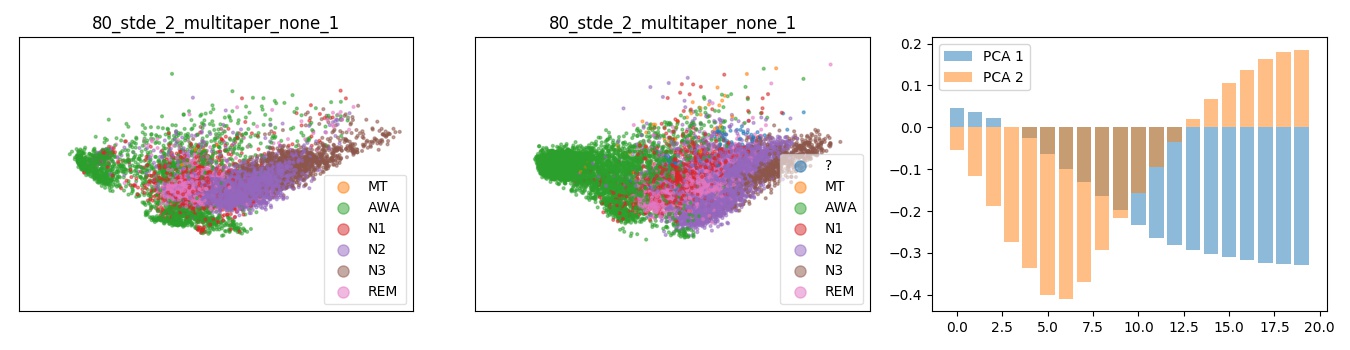 80_stde_2_multitaper_none_1
MT
AWA
N1
N2
N3
REM
80_stde_2_multitaper_none_1
?
MT
AWA
N1
N2
N3
REM
PCA 1
PCA 2
0.2
0.1
0.0
−0.1
−0.2
−0.3
−0.4
0.0 2.5 5.0 7.5 10.0 12.5 15.0 17.5 20.0